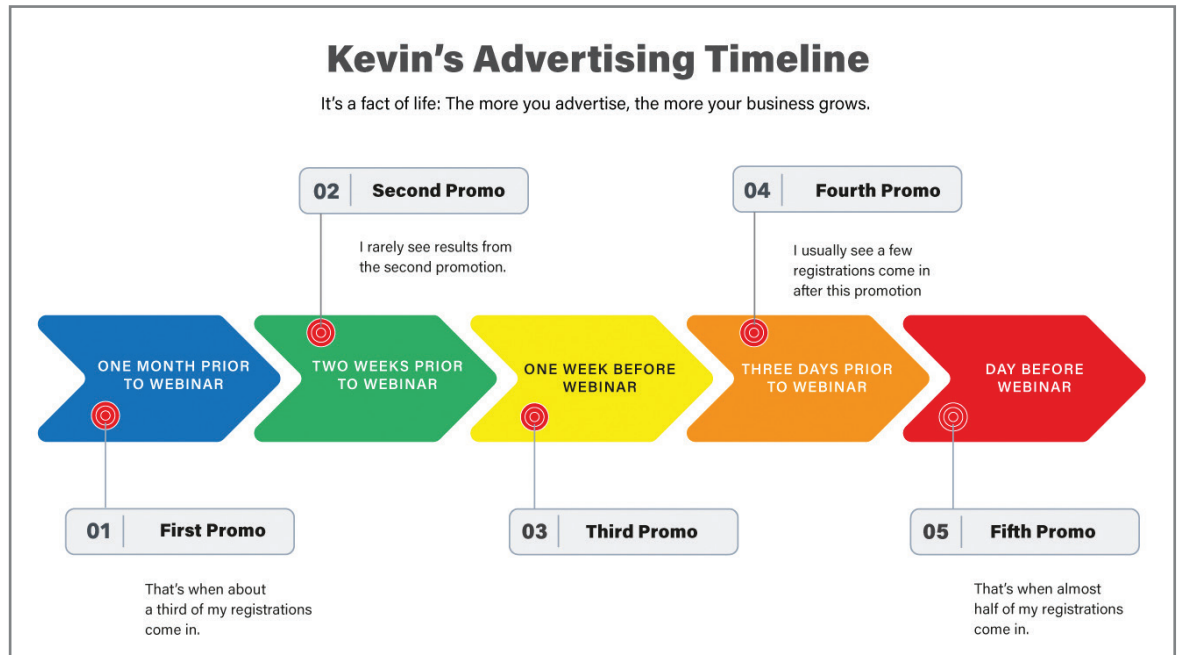 Kevin's Advertising Timeline
It's a fact of life: The more you advertise, the more your business grows.
02 Second Promo
I rarely see results from
the second promotion.
04 Fourth Promo
I usually see a few
registrations come in
after this promotion
ONE MONTH PRIOR
TO WEBINAR
TWO WEEKS PRIOR
TO WEBINAR
ONE WEEK BEFORE
WEBINAR
THREE DAYS PRIOR
TO WEBINAR
DAY BEFORE
WEBINAR
01 First Promo
That's when about
a third of my registrations
come in.
03 Third Promo
05 Fifth Promo
That's when almost
half of my registrations
come in.